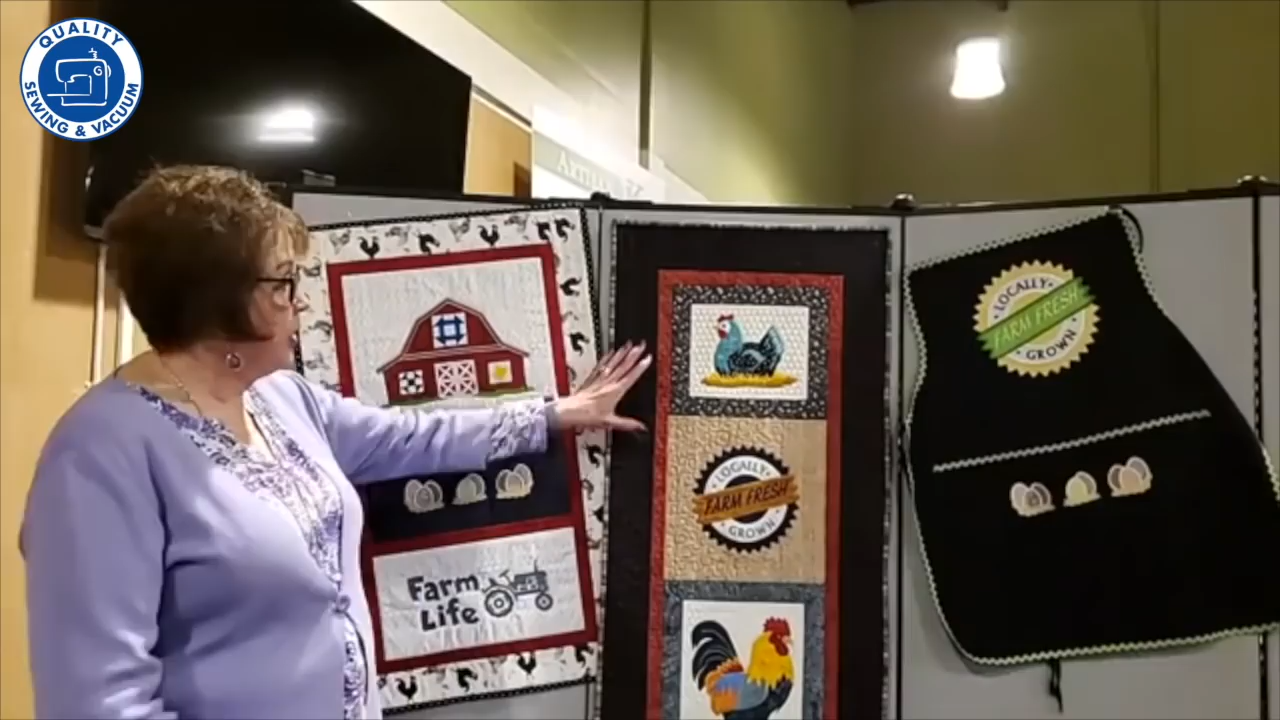 QUALITY
SEWING & VACUUM
LOCALLY
FARM FRESH
GROWN
LOCALLY
FARM FRESH
GROWN
Farm
Life